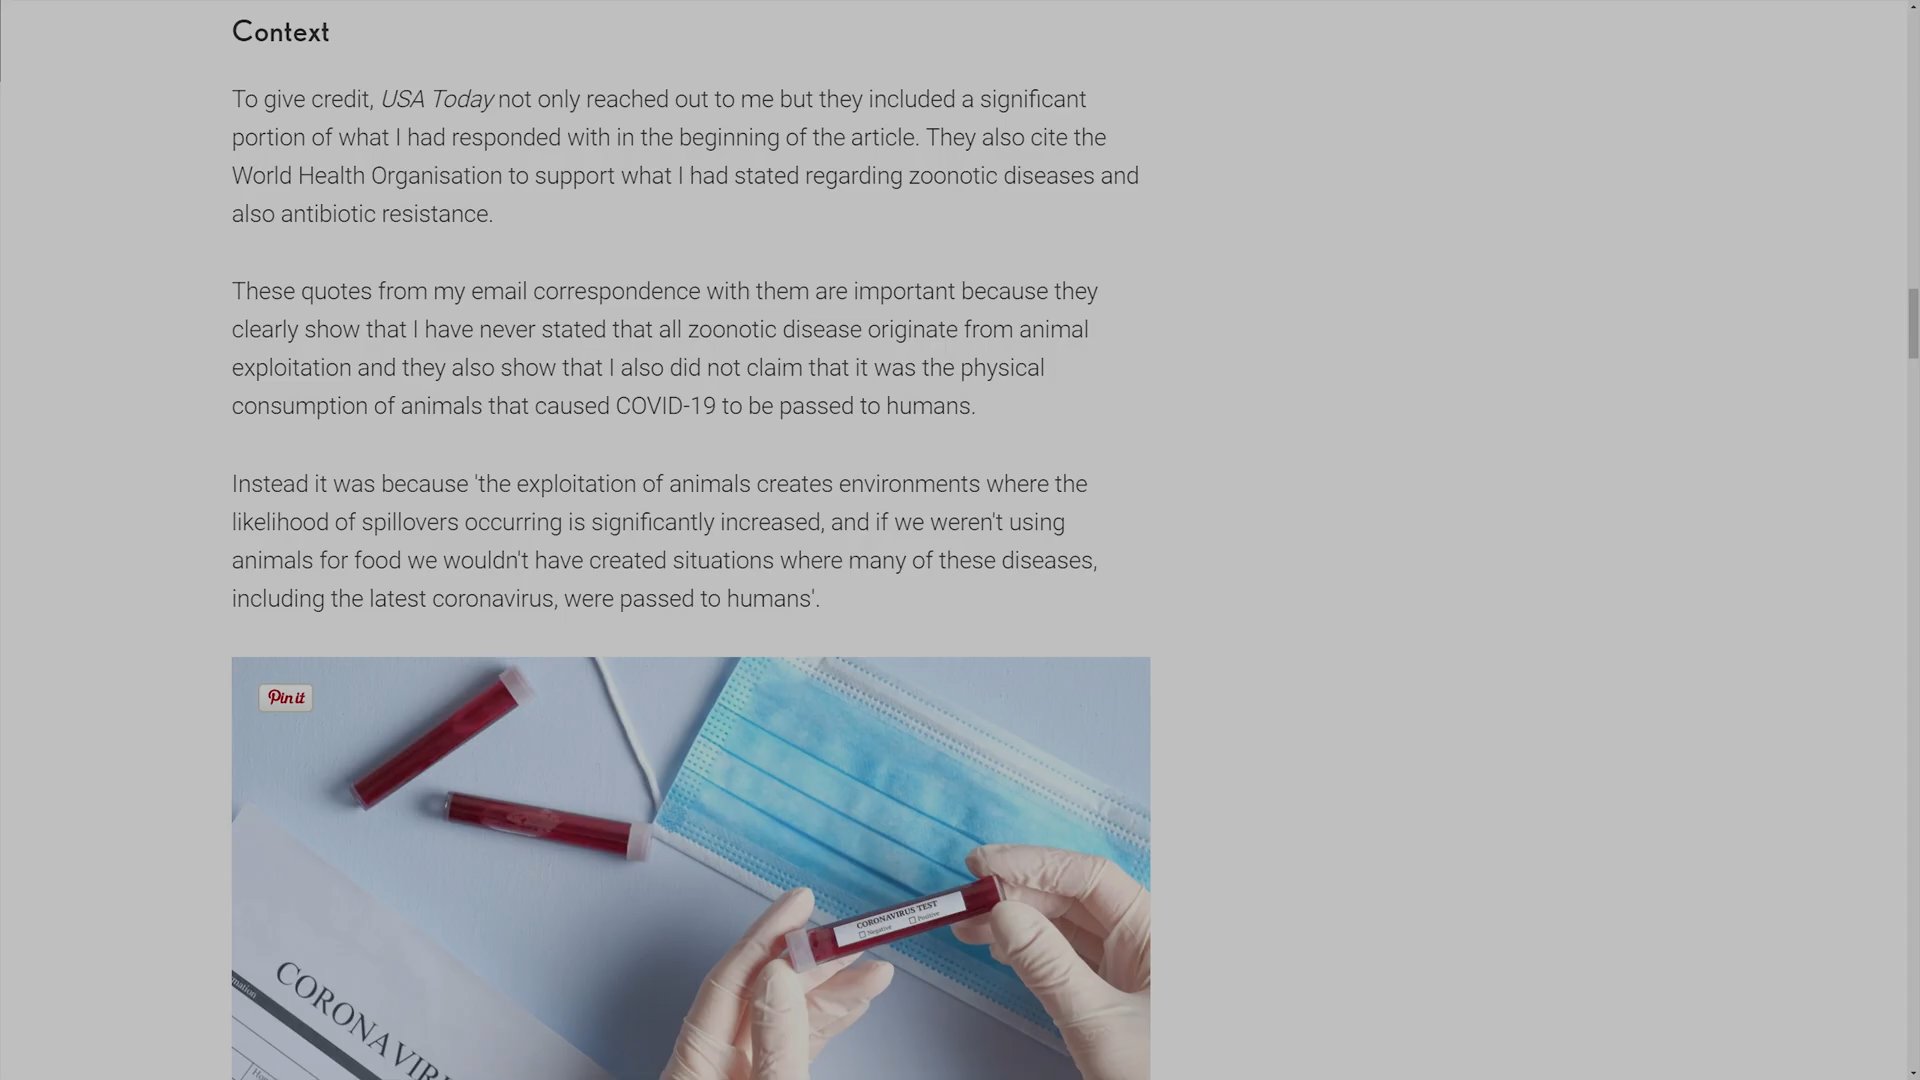 Context
To give credit, USA Today not only reached out to me but they included a significant
portion of what I had responded with in the beginning of the article. They also cite the
World Health Organisation to support what I had stated regarding zoonotic diseases and
also antibiotic resistance.
These quotes from my email correspondence with them are important because they
clearly show that I have never stated that all zoonotic disease originate from animal
exploitation and they also show that I also did not claim that it was the physical
consumption of animals that caused COVID-19 to be passed to humans.
Instead it was because 'the exploitation of animals creates environments where the
likelihood of spillovers occurring is significantly increased, and if we weren't using
animals for food we wouldn't have created situations where many of these diseases,
including the latest coronavirus, were passed to humans'.
Pin it
CORONAVIRUS TEST
Negative
Positive
CORONAVIR